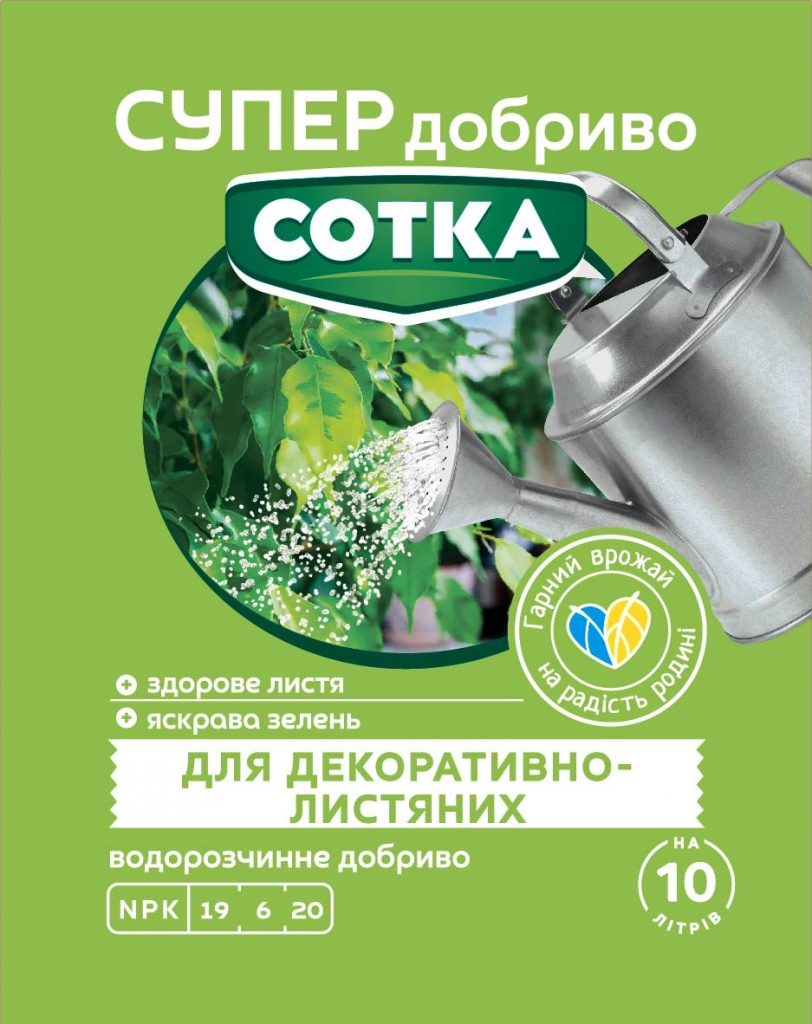 СУПЕР добриво
СОТКА
Гарний врожай
на радість родині
здорове листя
яскрава зелень
ДЛЯ ДЕКОРАТИВНО-
ЛИСТЯНИХ
водорозчинне добриво
NPK 19 6 20
НА
10
ЛІТРІВ